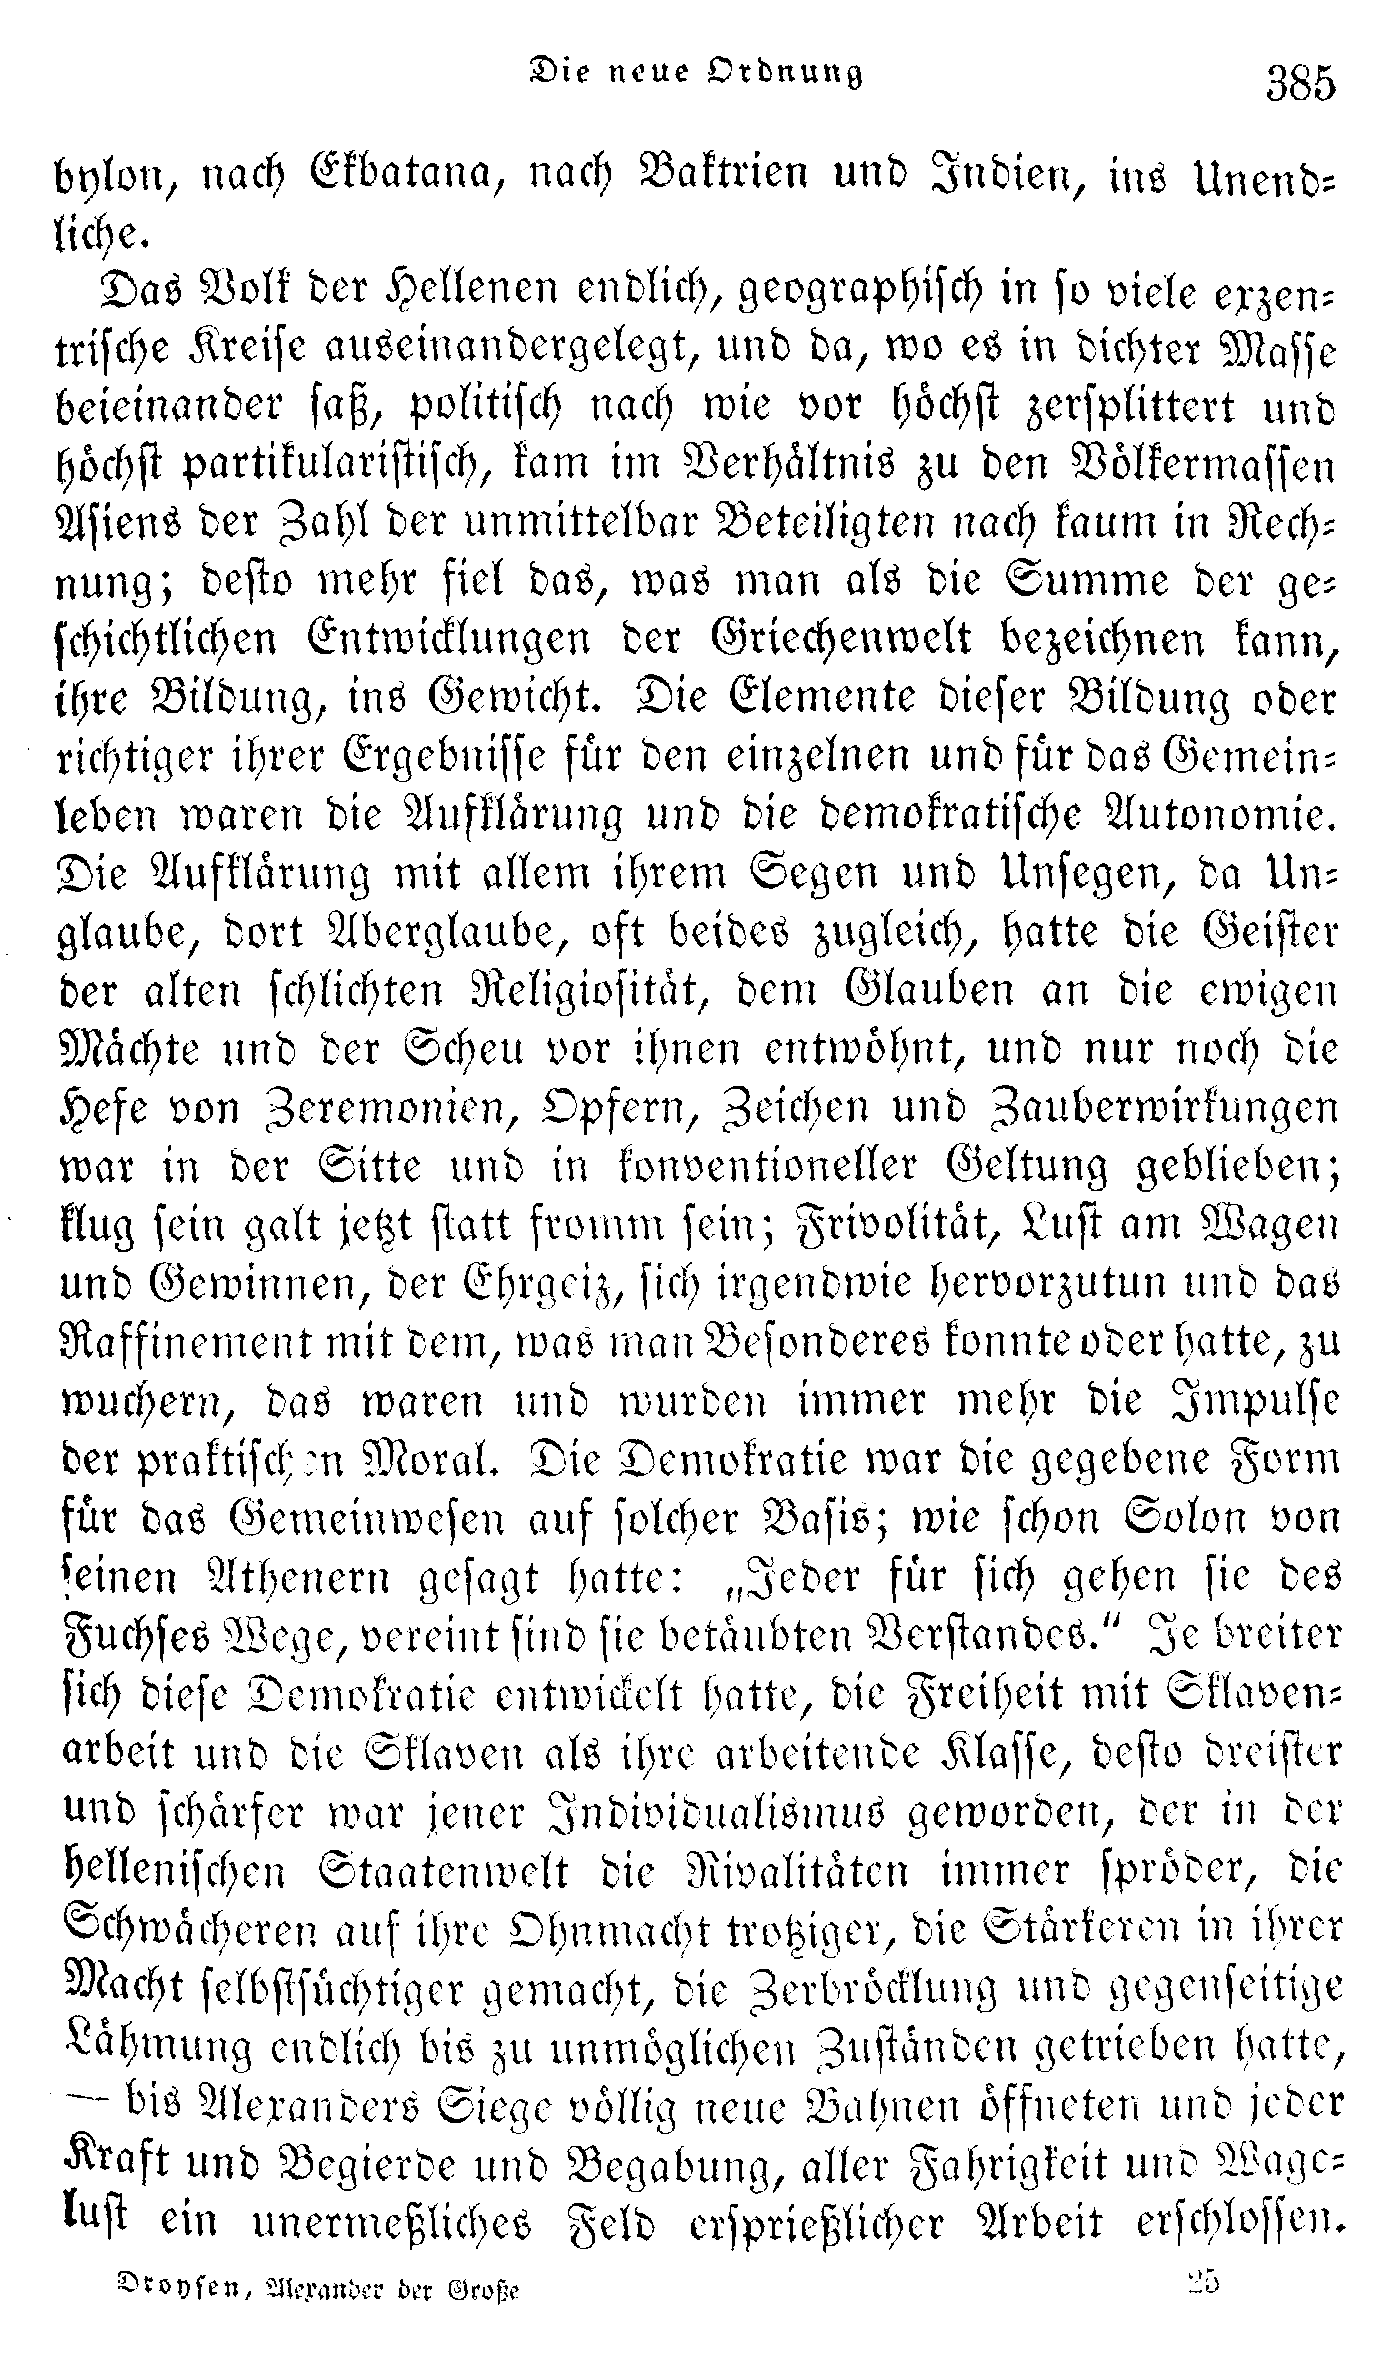 Die neue Ordnung
385
bylon, nach Ekbatana, nach Baktrien und Indien, ins Unend-
liche.
Das Volk der Hellenen endlich, geographisch in so viele exzen-
trische Kreise auseinandergelegt, und da, wo es in dichter Masse
beieinander saß, politisch nach wie vor höchst zersplittert und
höchst partikularistisch, kam im Verhältnis zu den Völkermassen
Asiens der Zahl der unmittelbar Beteiligten nach kaum in Rech-
nung; desto mehr fiel das, was man als die Summe der ge-
schichtlichen Entwicklungen der Griechenwelt bezeichnen kann,
ihre Bildung, ins Gewicht. Die Elemente dieser Bildung oder
richtiger ihrer Ergebnisse für den einzelnen und für das Gemein-
leben waren die Aufklärung und die demokratische Autonomie.
Die Aufklärung mit allem ihrem Segen und Unsegen, da Un-
glaube, dort Aberglaube, oft beides zugleich, hatte die Geister
der alten schlichten Religiosität, dem Glauben an die ewigen
Mächte und der Scheu vor ihnen entwöhnt, und nur noch die
Hefe von Zeremonien, Opfern, Zeichen und Zauberwirkungen
war in der Sitte und in konventioneller Geltung geblieben;
klug sein galt jetzt statt fromm sein; Frivolität, Lust am Wagen
und Gewinnen, der Ehrgeiz, sich irgendwie hervorzutun und das
Raffinement mit dem, was man Besonderes konnte oder hatte, zu
wuchern, das waren und wurden immer mehr die Impulse
der praktischen Moral. Die Demokratie war die gegebene Form
für das Gemeinwesen auf solcher Basis; wie schon Solon von
seinen Athenern gesagt hatte: „Jeder für sich gehen sie des
Fuchses Wege, vereint sind sie betäubten Verstandes.“ Je breiter
sich diese Demokratie entwickelt hatte, die Freiheit mit Sklaven-
arbeit und die Sklaven als ihre arbeitende Klasse, desto dreister
und schärfer war jener Individualismus geworden, der in der
hellenischen Staatenwelt die Rivalitäten immer spröder, die
Schwächeren auf ihre Ohnmacht trotziger, die Stärkeren in ihrer
Macht selbstsüchtiger gemacht, die Zerbröcklung und gegenseitige
Lähmung endlich bis zu unmöglichen Zuständen getrieben hatte,
— bis Alexanders Siege völlig neue Bahnen öffneten und jeder
Kraft und Begierde und Begabung, aller Fahrigkeit und Wage-
lust ein unermeßliches Feld ersprießlicher Arbeit erschlossen.
Droysen, Alexander der Große
25